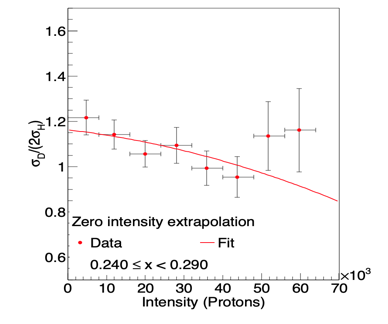 1.6
1.4
1.2
1
0.8
0.6
σD/(2σH)
Zero intensity extrapolation
Data
Fit
0.240 ≤ x < 0.290
0 10 20 30 40 50 60 70
×10³
Intensity (Protons)